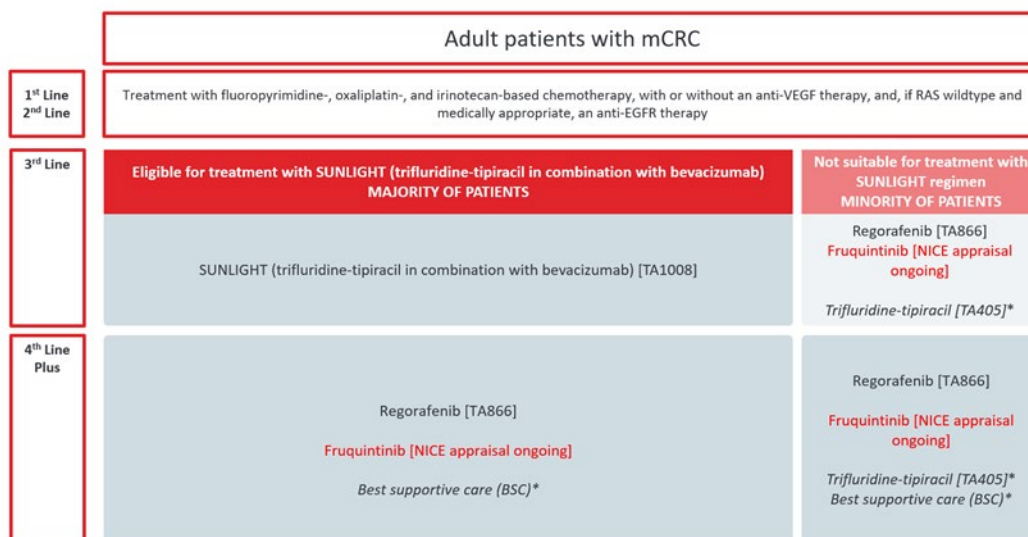 Adult patients with mCRC
1st Line
2nd Line
Treatment with fluoropyrimidine-, oxaliplatin-, and irinotecan-based chemotherapy, with or without an anti-VEGF therapy, and, if RAS wildtype and
medically appropriate, an anti-EGFR therapy
3rd Line
Eligible for treatment with SUNLIGHT (trifluridine-tipiracil in combination with bevacizumab)
MAJORITY OF PATIENTS
Not suitable for treatment with
SUNLIGHT regimen
MINORITY OF PATIENTS
SUNLIGHT (trifluridine-tipiracil in combination with bevacizumab) [TA1008]
Regorafenib [TA866]
Fruquintinib [NICE appraisal
ongoing]
Trifluridine-tipiracil [TA405]*
4th Line
Plus
Regorafenib [TA866]
Fruquintinib [NICE appraisal ongoing]
Best supportive care (BSC)*
Regorafenib [TA866]
Fruquintinib [NICE appraisal
ongoing]
Trifluridine-tipiracil [TA405]*
Best supportive care (BSC)*